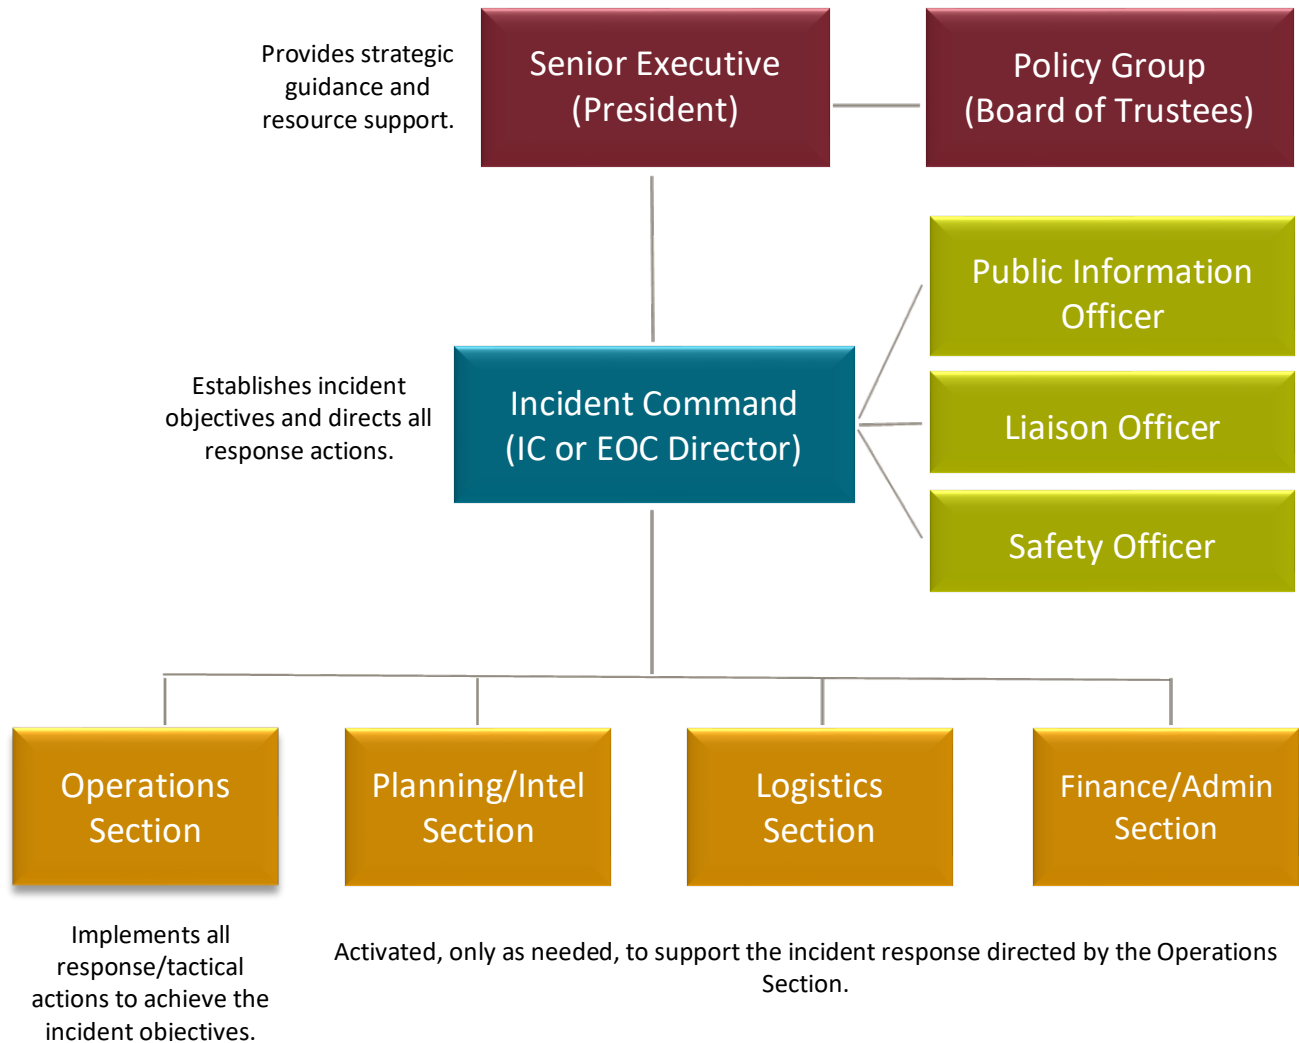 Provides strategic
guidance and
resource support.
Senior Executive
(President)
Policy Group
(Board of Trustees)
Public Information
Officer
Establishes incident
objectives and directs all
response actions.
Incident Command
(IC or EOC Director)
Liaison Officer
Safety Officer
Operations
Section
Planning/Intel
Section
Logistics
Section
Finance/Admin
Section
Implements all
response/tactical
actions to achieve the
incident objectives.
Activated, only as needed, to support the incident response directed by the Operations
Section.